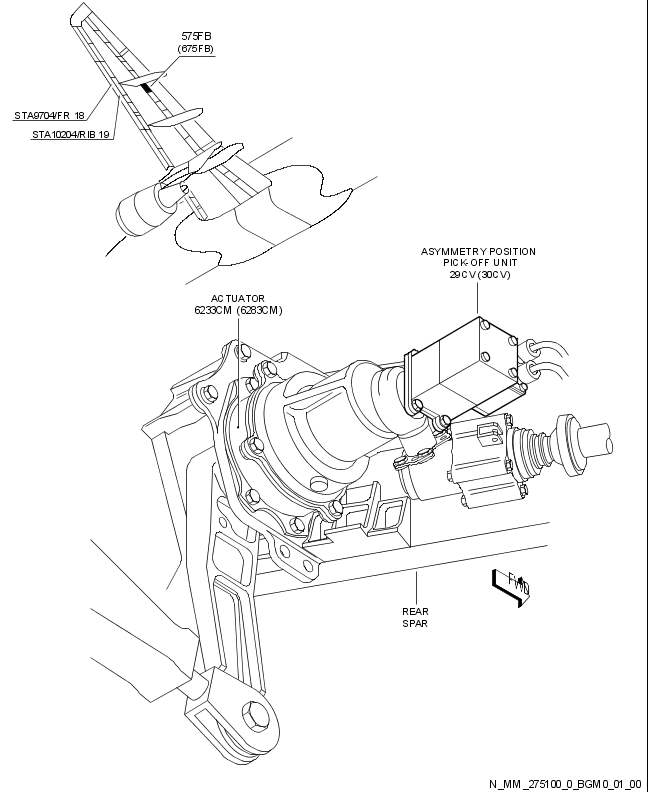 575FB
(675FB)
STA9704/FR 18
STA10204/RIB 19
ASYMMETRY POSITION
PICK-OFF UNIT
29CV (30CV)
ACTUATOR
6233CM (6283CM)
FWD
REAR
SPAR
N_MM_275100_0_BGM0_01_00